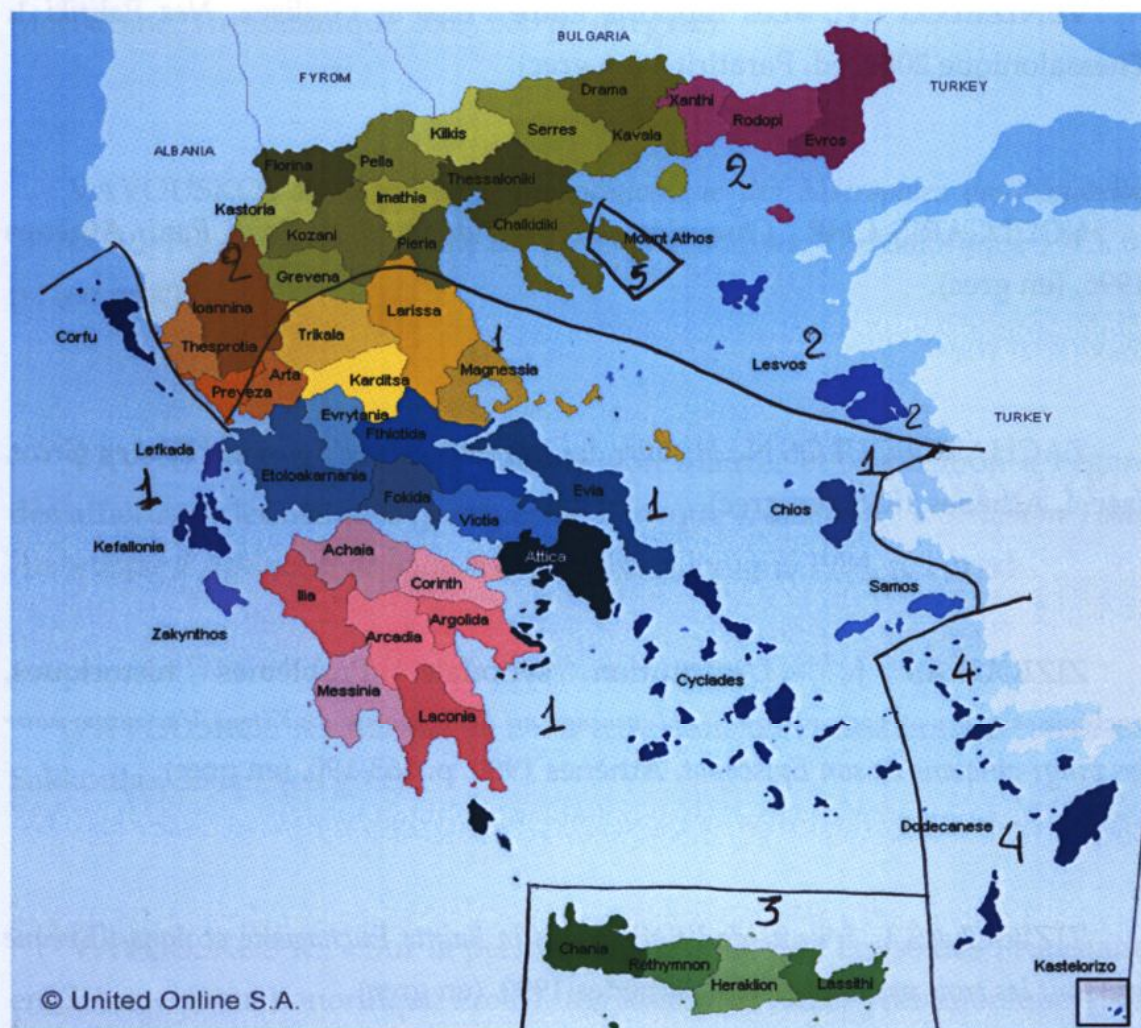 BULGARIA
FYROM
TURKEY
ALBANIA
Drama
Xanthi
Rodopi
Evros
Kilkis
Serres
Kavala
2
Florina
Pella
Thessaloniki
Kastoria
Imathia
Chalkidiki
Kozani
Pieria
Mount Athos
2
Grevena
5
Ioannina
Larissa
Corfu
Trikala
1
2
Thesprotia
Magnessia
Lesvos
Preveza
Arta
Karditsa
2
TURKEY
Evrytania
Fthiotida
Lefkada
Etoloakarnania
1
1
Fokida
Evia
1
Chios
Kefallonia
Viotia
Achaia
Attica
Corinth
Samos
Ilia
Argolida
Zakynthos
Arcadia
4
Cyclades
Messinia
Laconia
1
Dodecanese
4
3
Chania
Rethymnon
Heraklion
Lassithi
Kastelorizo
© United Online S.A.